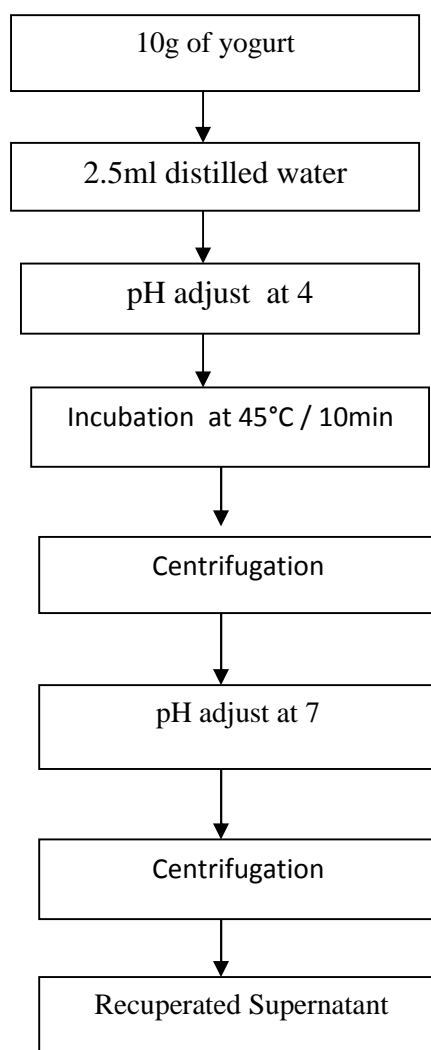 10g of yogurt
2.5ml distilled water
pH adjust at 4
Incubation at 45°C / 10min
Centrifugation
pH adjust at 7
Centrifugation
Recuperated Supernatant